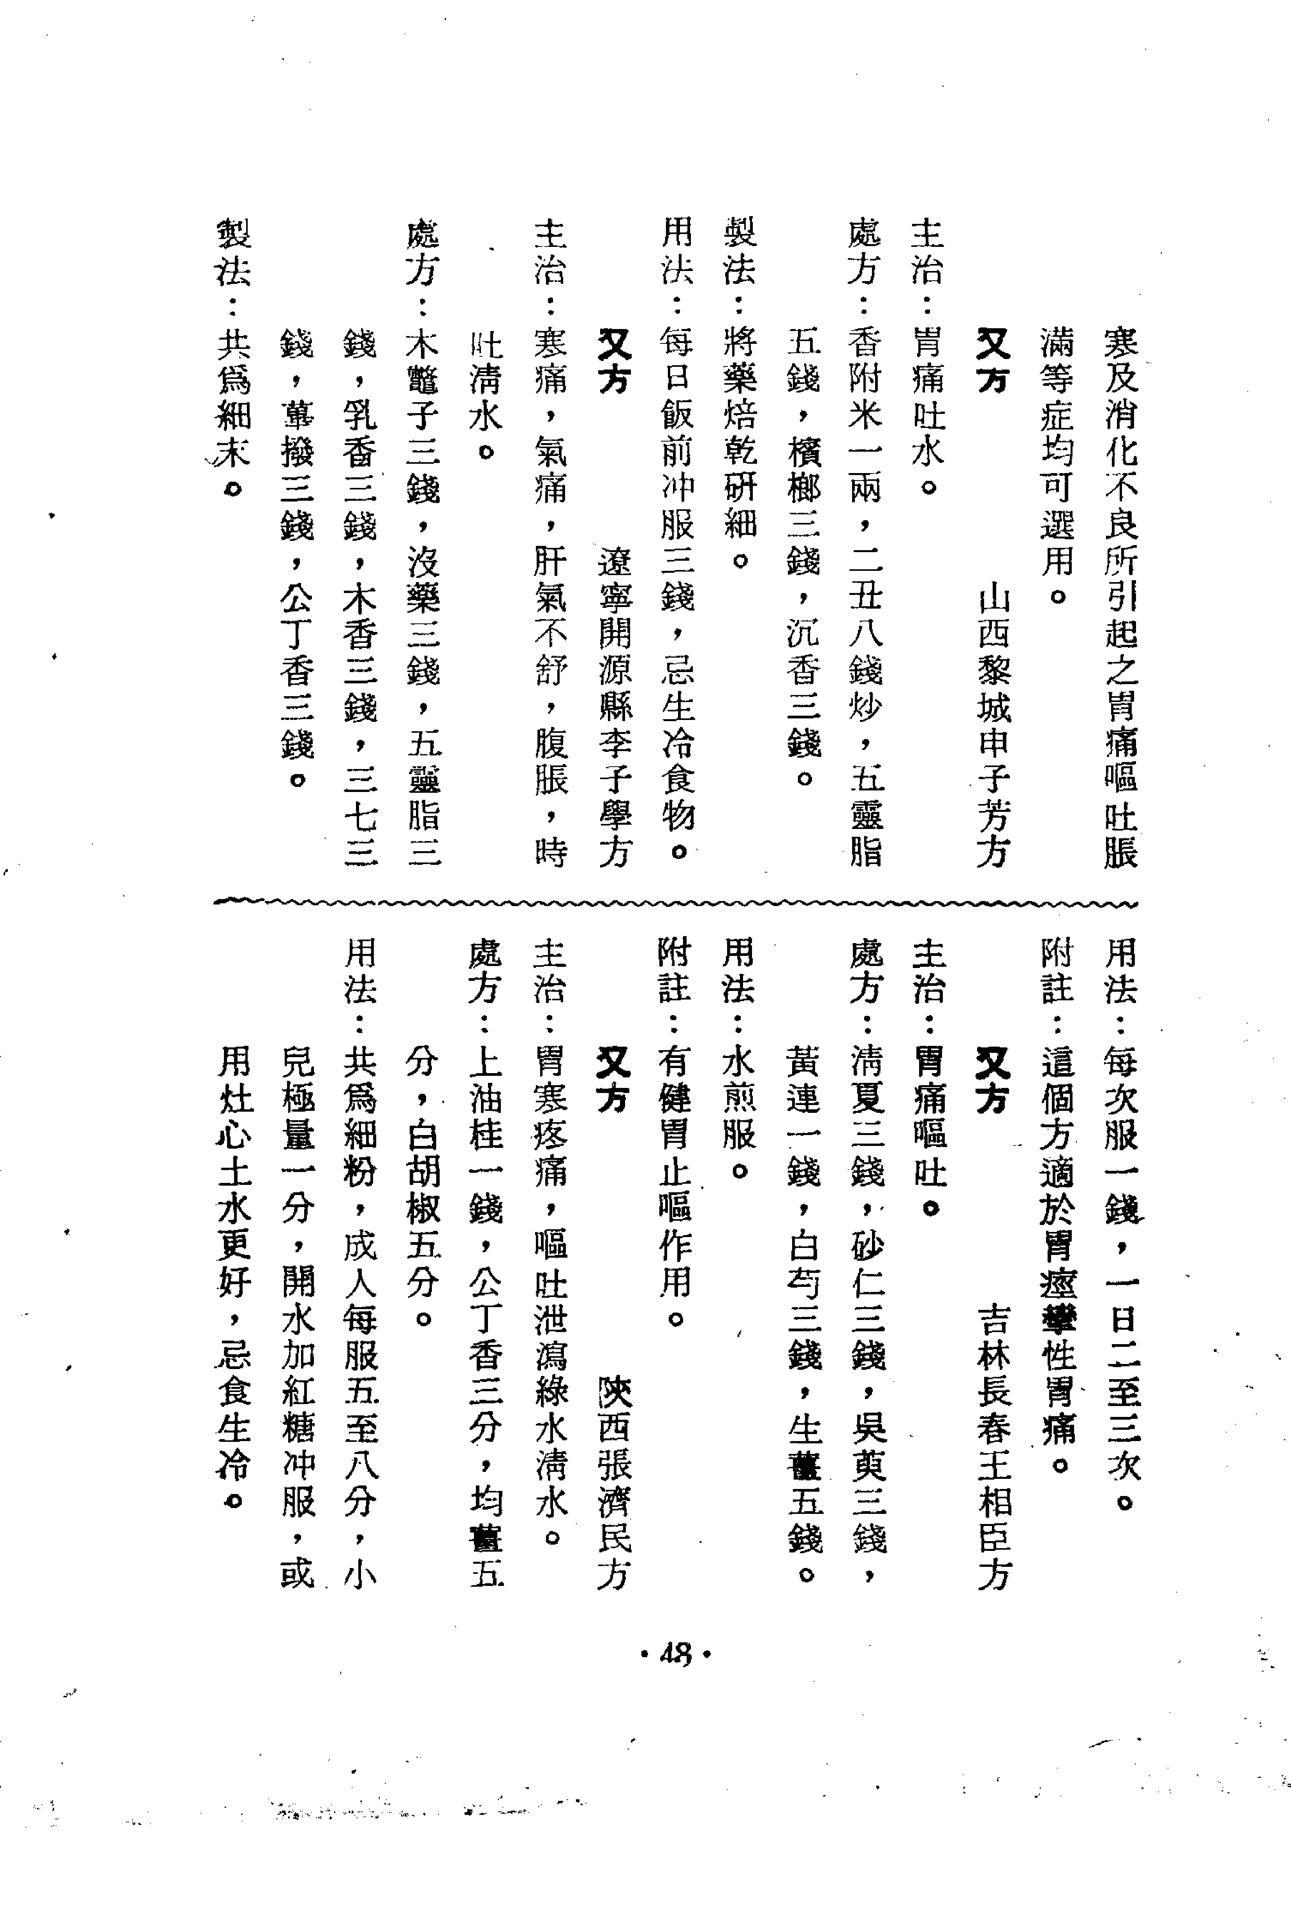 寒及消化不良所引起之胃痛嘔吐脹
滿等症均可選用。
又方 山西黎城申子芳方
主治：胃痛吐水。
處方：香附米一兩，二丑八錢炒，五靈脂
五錢，檳榔三錢，沉香三錢。
製法：將藥焙乾研細。
用法：每日飯前冲服三錢，忌生冷食物。
又方 遼寧開源縣李子學方
主治：寒痛，氣痛，肝氣不舒，腹脹，時
吐清水。
處方：木鼈子三錢，沒藥三錢，五靈脂三
錢，乳香三錢，木香三錢，三七三
錢，蓽撥三錢，公丁香三錢。
製法：共爲細末。
用法：每次服一錢，一日二至三次。
附註：這個方適於胃痙攣性胃痛。
又方 吉林長春王相臣方
主治：胃痛嘔吐。
處方：清夏三錢，砂仁三錢，吳萸三錢，
黃連一錢，白芍三錢，生薑五錢。
用法：水煎服。
附註：有健胃止嘔作用。
又方 陝西張濟民方
主治：胃寒疼痛，嘔吐泄瀉綠水清水。
處方：上油桂一錢，公丁香三分，均薑五
分，白胡椒五分。
用法：共爲細粉，成人每服五至八分，小
兒極量一分，開水加紅糖冲服，或
用灶心土水更好，忌食生冷。
·48·